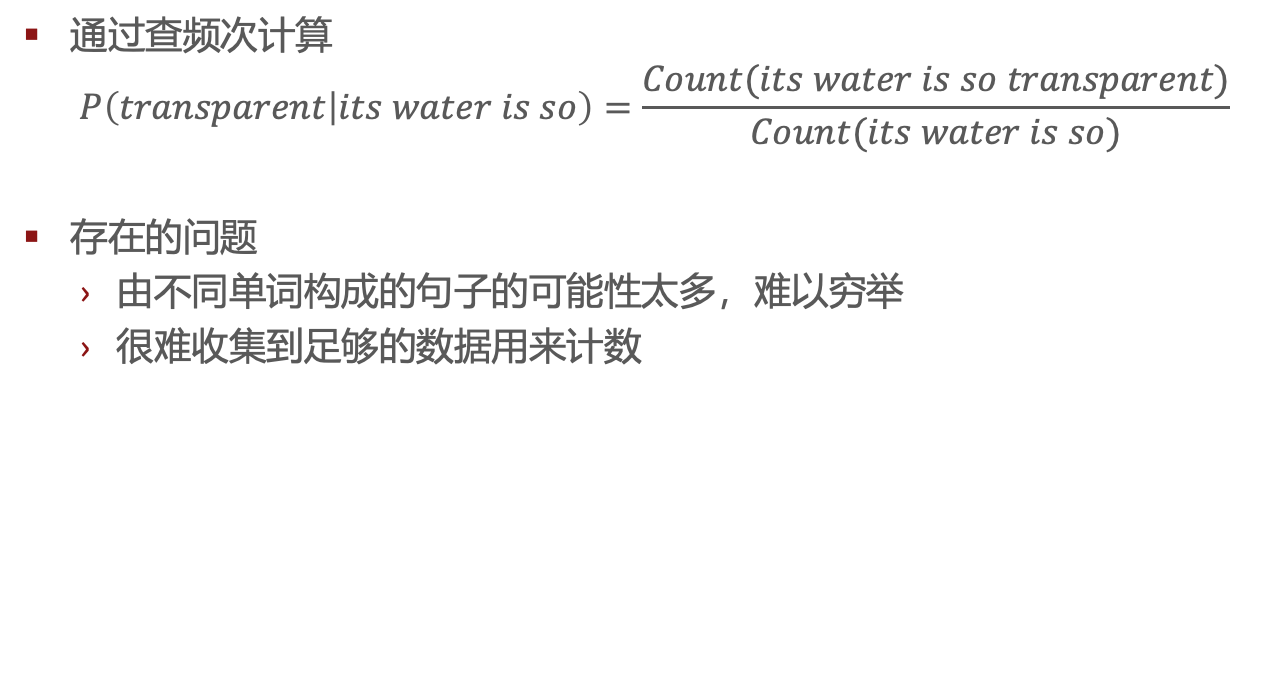 ▪ 通过查频次计算
P(transparent|its water is so) = \frac{Count(its water is so transparent)}{Count(its water is so)}
▪ 存在的问题
› 由不同单词构成的句子的可能性太多，难以穷举
› 很难收集到足够的数据用来计数